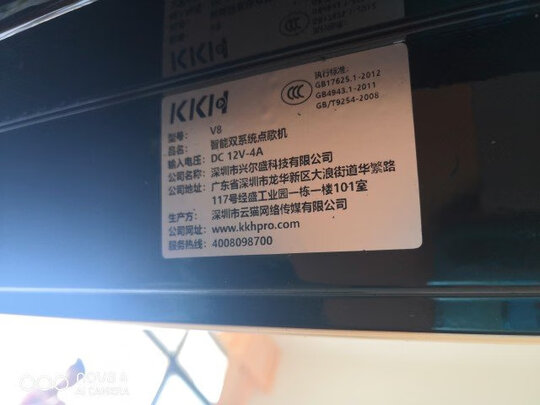 KKH
CCC
执行标准：
GB17625.1-2012
GB4943.1-2011
GB/T9254-2008
型号： V8
品名： 智能双系统点歌机
输入电压： DC 12V-4A
公司名称： 深圳市兴尔盛科技有限公司
公司地址： 广东省深圳市龙华新区大浪街道华繁路
117号经盛工业园一栋一楼101室
生产方： 深圳市云猫网络传媒有限公司
公司网址： www.kkhpro.com
服务热线： 4008098700
AI CAMERA